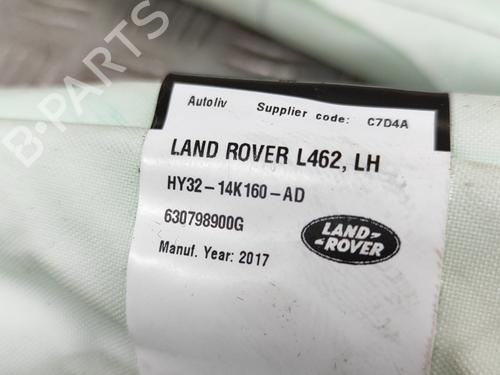 Autoliv Supplier code: C7D4A
LAND ROVER L462, LH
HY32-14K160-AD
630798900G
Manuf. Year: 2017
LAND
ROVER
B-PARTS